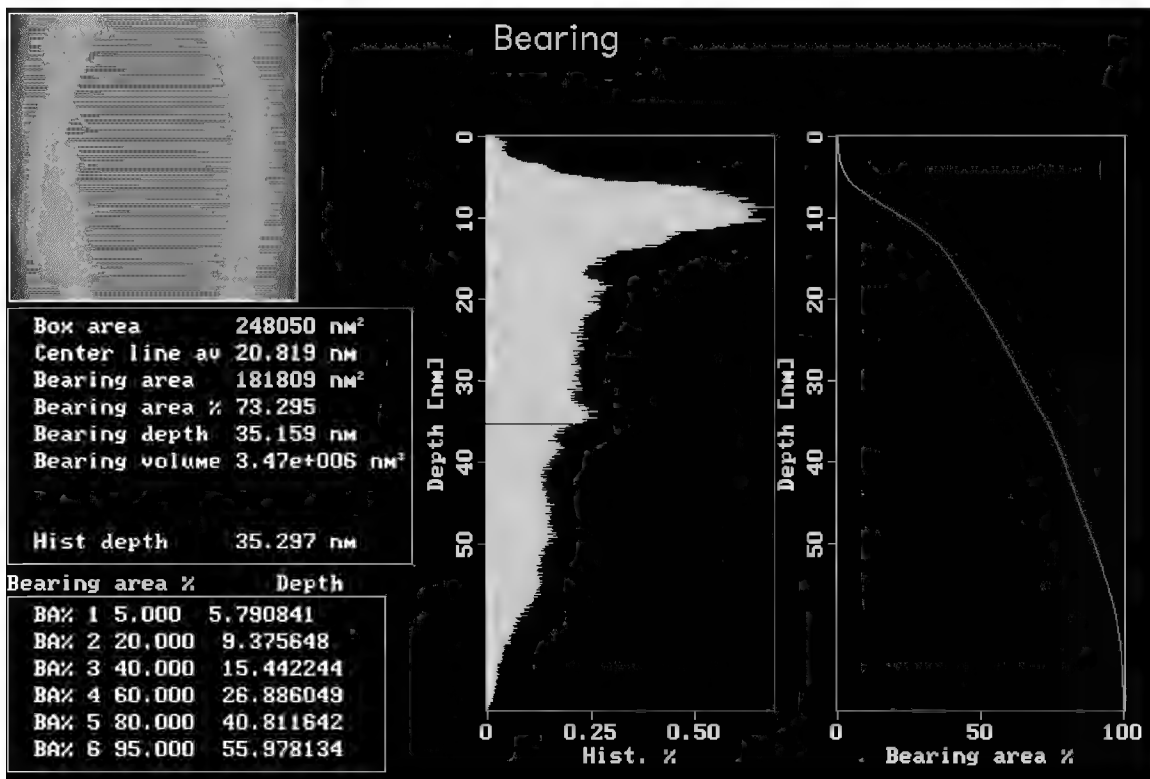 Bearing
Box area 248050 nм²
Center line av 20.819 nм
Bearing area 181809 nм²
Bearing area % 73.295
Bearing depth 35.159 nм
Bearing volume 3.47e+006 nм³
Hist depth 35.297 nм
Bearing area % Depth
BA% 1 5.000 5.790841
BA% 2 20.000 9.375648
BA% 3 40.000 15.442244
BA% 4 60.000 26.886049
BA% 5 80.000 40.811642
BA% 6 95.000 55.978134
Depth [nм]
0
10
20
30
40
50
0 0.25 0.50
Hist. %
Depth [nм]
0
10
20
30
40
50
0 50 100
Bearing area %